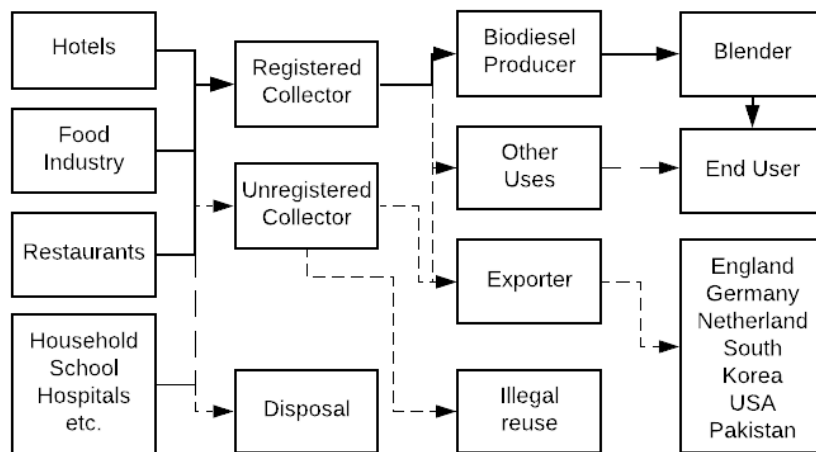 Hotels
Food
Industry
Restaurants
Household
School
Hospitals
etc.
Registered
Collector
Unregistered
Collector
Disposal
Biodiesel
Producer
Other
Uses
Exporter
Illegal
reuse
Blender
End User
England
Germany
Netherland
South
Korea
USA
Pakistan